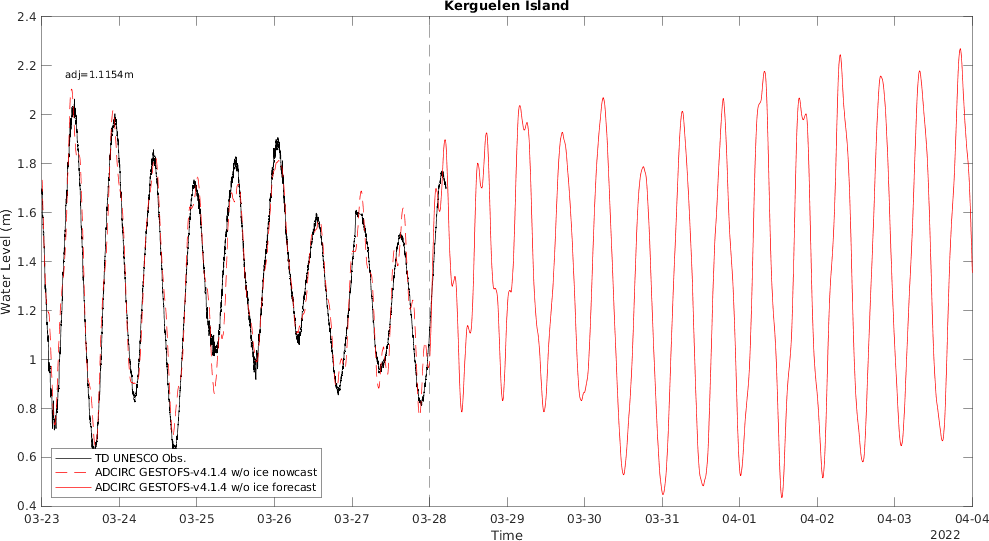 Kerguelen Island
2.4
2.2
2
1.8
1.6
1.4
1.2
1
0.8
0.6
0.4
Water Level (m)
adj=1.1154m
TD UNESCO Obs.
ADCIRC GESTOFS-v4.1.4 w/o ice nowcast
ADCIRC GESTOFS-v4.1.4 w/o ice forecast
03-23 03-24 03-25 03-26 03-27 03-28 03-29 03-30 03-31 04-01 04-02 04-03 04-04
Time
2022